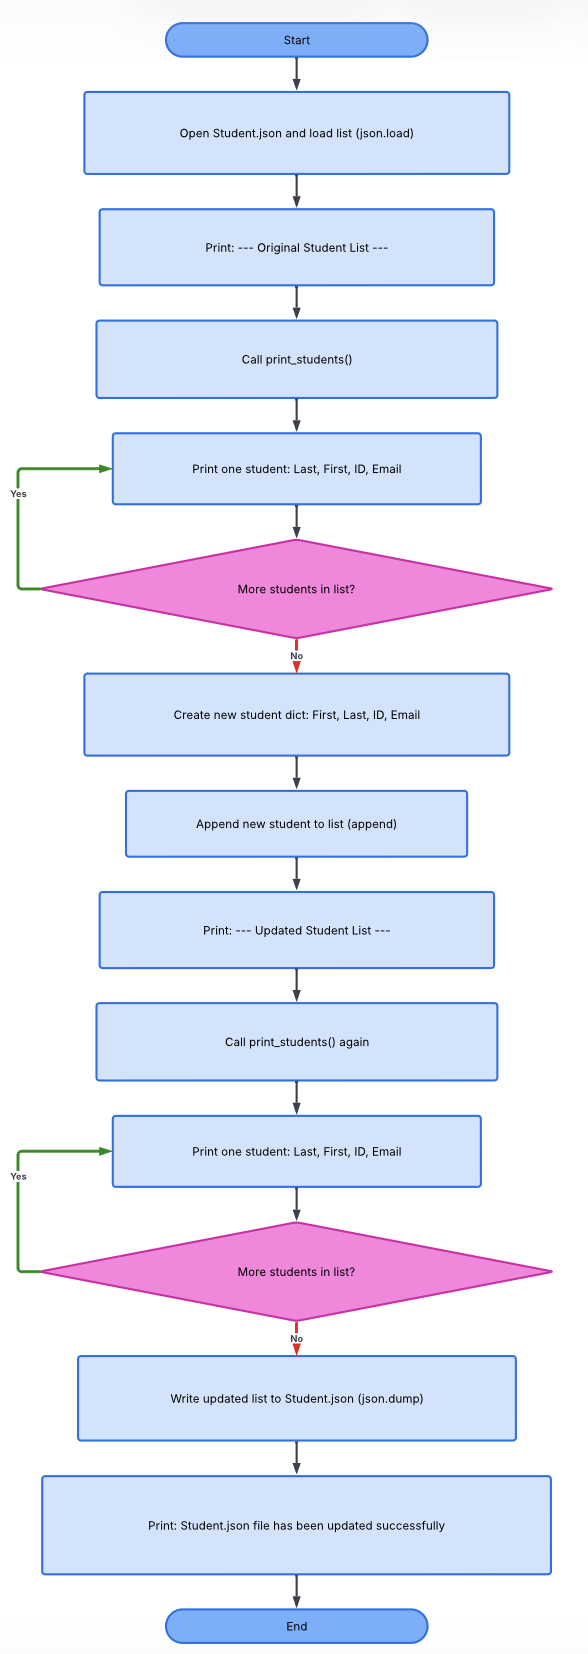 Start
Open Student.json and load list (json.load)
Print: --- Original Student List ---
Call print_students()
Print one student: Last, First, ID, Email
Yes
More students in list?
No
Create new student dict: First, Last, ID, Email
Append new student to list (append)
Print: --- Updated Student List ---
Call print_students() again
Print one student: Last, First, ID, Email
Yes
More students in list?
No
Write updated list to Student.json (json.dump)
Print: Student.json file has been updated successfully
End